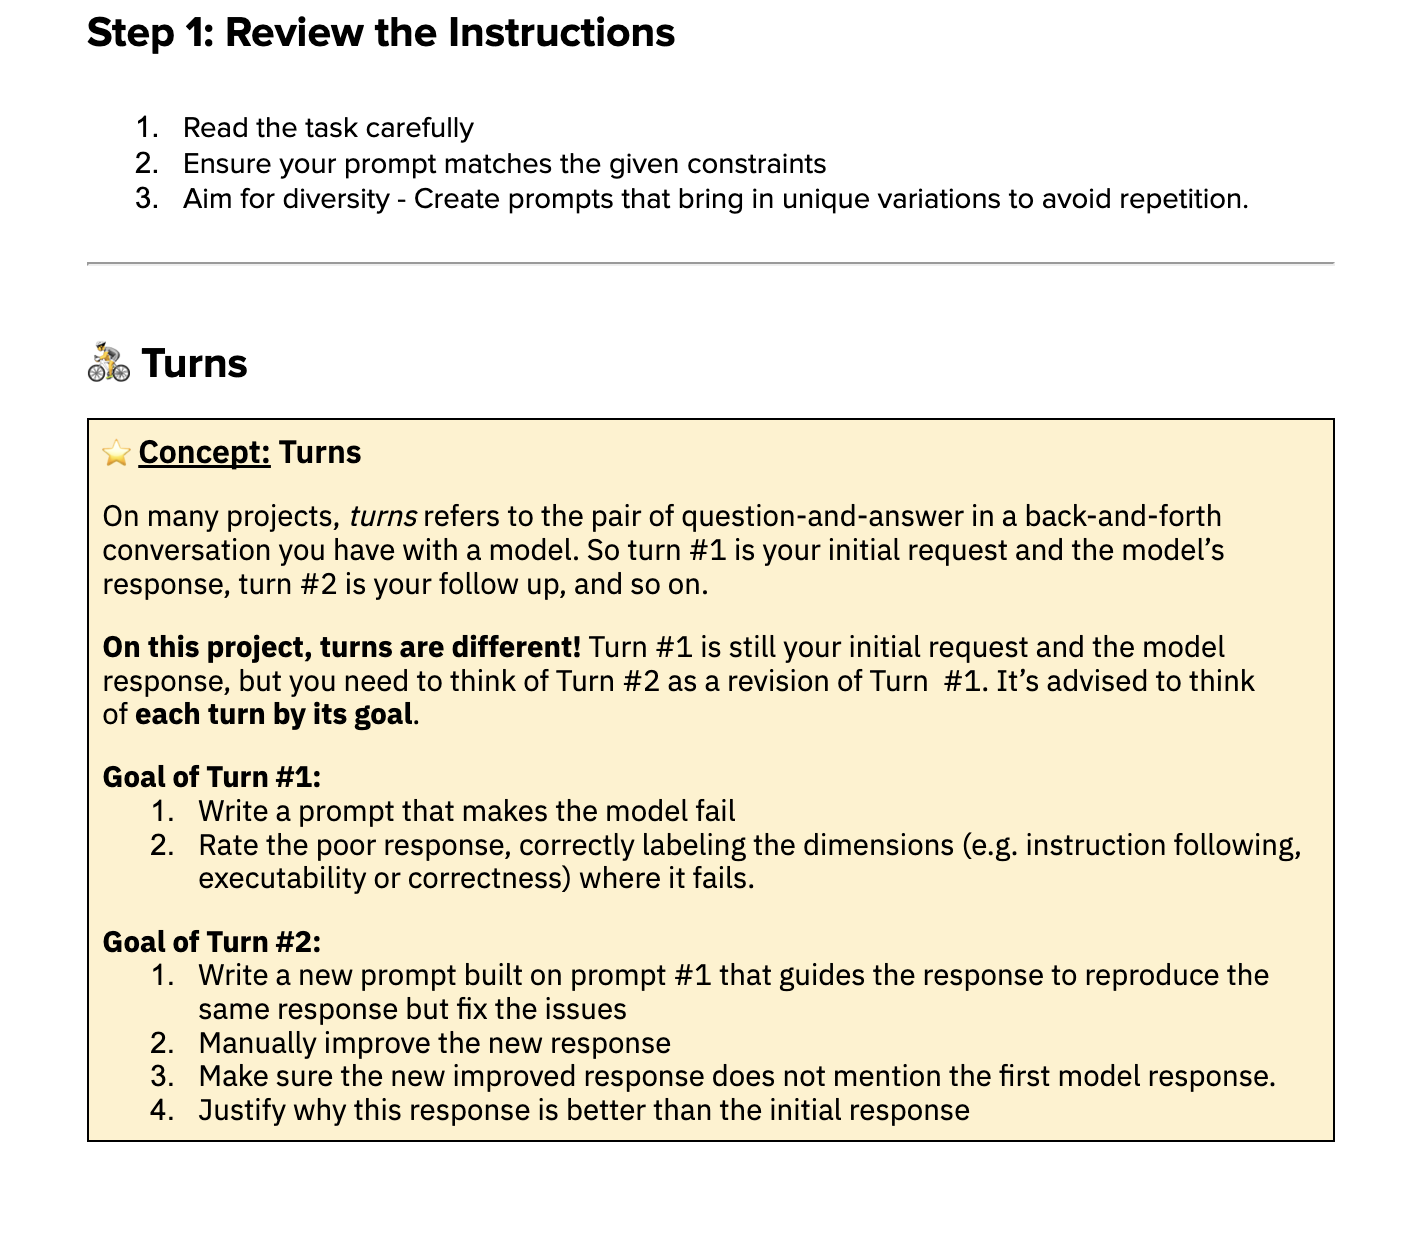 Step 1: Review the Instructions
1. Read the task carefully
2. Ensure your prompt matches the given constraints
3. Aim for diversity - Create prompts that bring in unique variations to avoid repetition.
🚴 Turns
⭐ Concept: Turns
On many projects, turns refers to the pair of question-and-answer in a back-and-forth
conversation you have with a model. So turn #1 is your initial request and the model’s
response, turn #2 is your follow up, and so on.
On this project, turns are different! Turn #1 is still your initial request and the model
response, but you need to think of Turn #2 as a revision of Turn  #1. It’s advised to think
of each turn by its goal.
Goal of Turn #1:
1. Write a prompt that makes the model fail
2. Rate the poor response, correctly labeling the dimensions (e.g. instruction following,
executability or correctness) where it fails.
Goal of Turn #2:
1. Write a new prompt built on prompt #1 that guides the response to reproduce the
same response but fix the issues
2. Manually improve the new response
3. Make sure the new improved response does not mention the first model response.
4. Justify why this response is better than the initial response